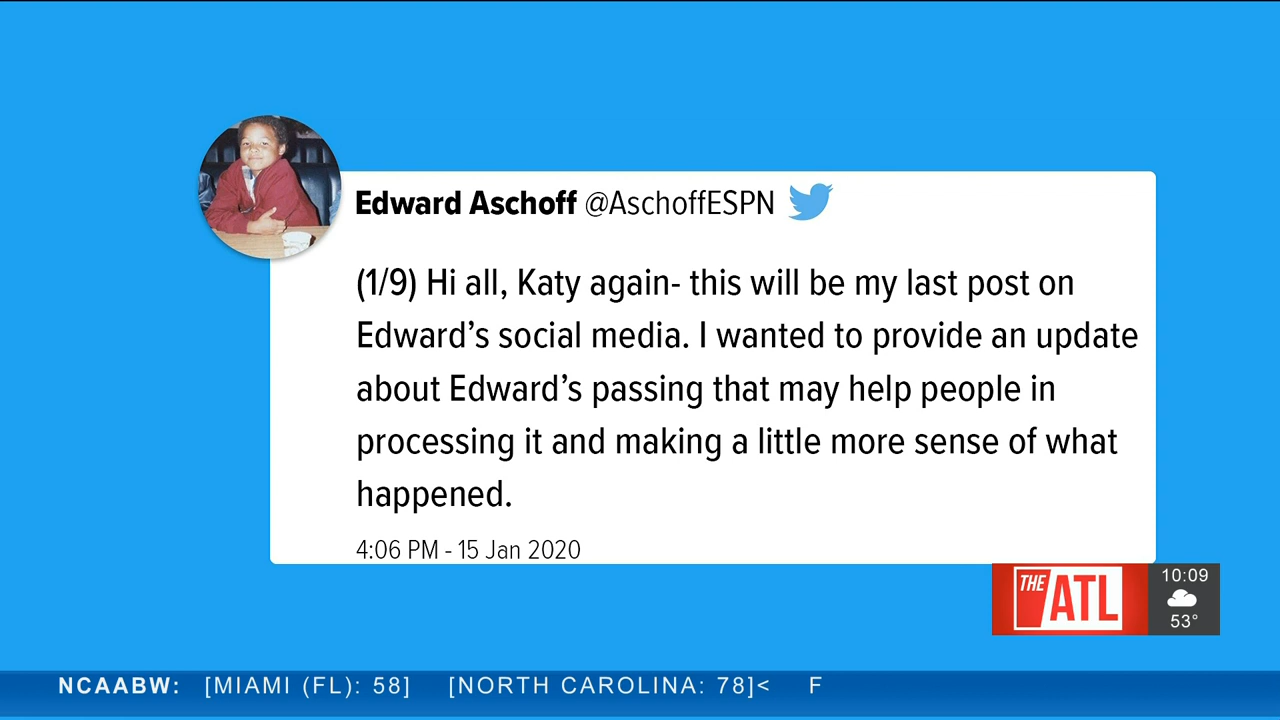 Edward Aschoff @AschoffESPN
(1/9) Hi all, Katy again- this will be my last post on
Edward’s social media. I wanted to provide an update
about Edward’s passing that may help people in
processing it and making a little more sense of what
happened.
4:06 PM - 15 Jan 2020
THE ATL
10:09
53°
NCAABW: [MIAMI (FL): 58] [NORTH CAROLINA: 78]< F